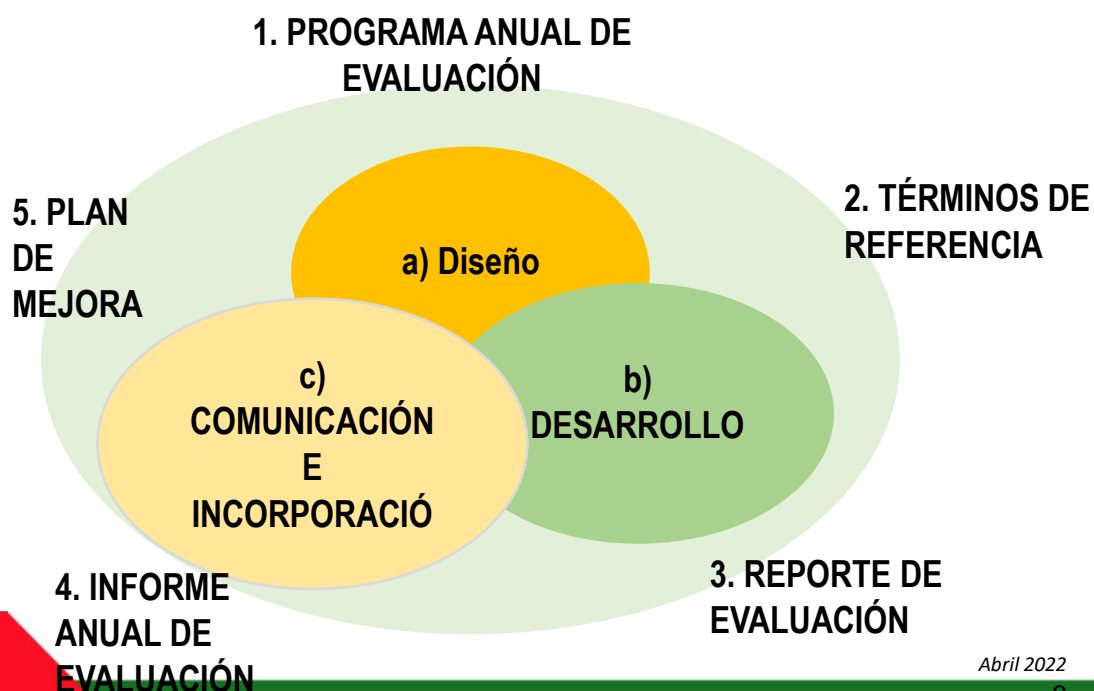 1. PROGRAMA ANUAL DE
EVALUACIÓN
2. TÉRMINOS DE
REFERENCIA
5. PLAN
DE
MEJORA
a) Diseño
b)
DESARROLLO
c)
COMUNICACIÓN
E
INCORPORACIÓ
3. REPORTE DE
EVALUACIÓN
4. INFORME
ANUAL DE
EVALUACIÓN
Abril 2022